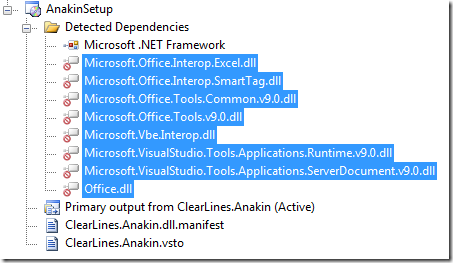 AnakinSetup
Detected Dependencies
Microsoft .NET Framework
Microsoft.Office.Interop.Excel.dll
Microsoft.Office.Interop.SmartTag.dll
Microsoft.Office.Tools.Common.v9.0.dll
Microsoft.Office.Tools.v9.0.dll
Microsoft.Vbe.Interop.dll
Microsoft.VisualStudio.Tools.Applications.Runtime.v9.0.dll
Microsoft.VisualStudio.Tools.Applications.ServerDocument.v9.0.dll
Office.dll
Primary output from ClearLines.Anakin (Active)
ClearLines.Anakin.dll.manifest
ClearLines.Anakin.vsto